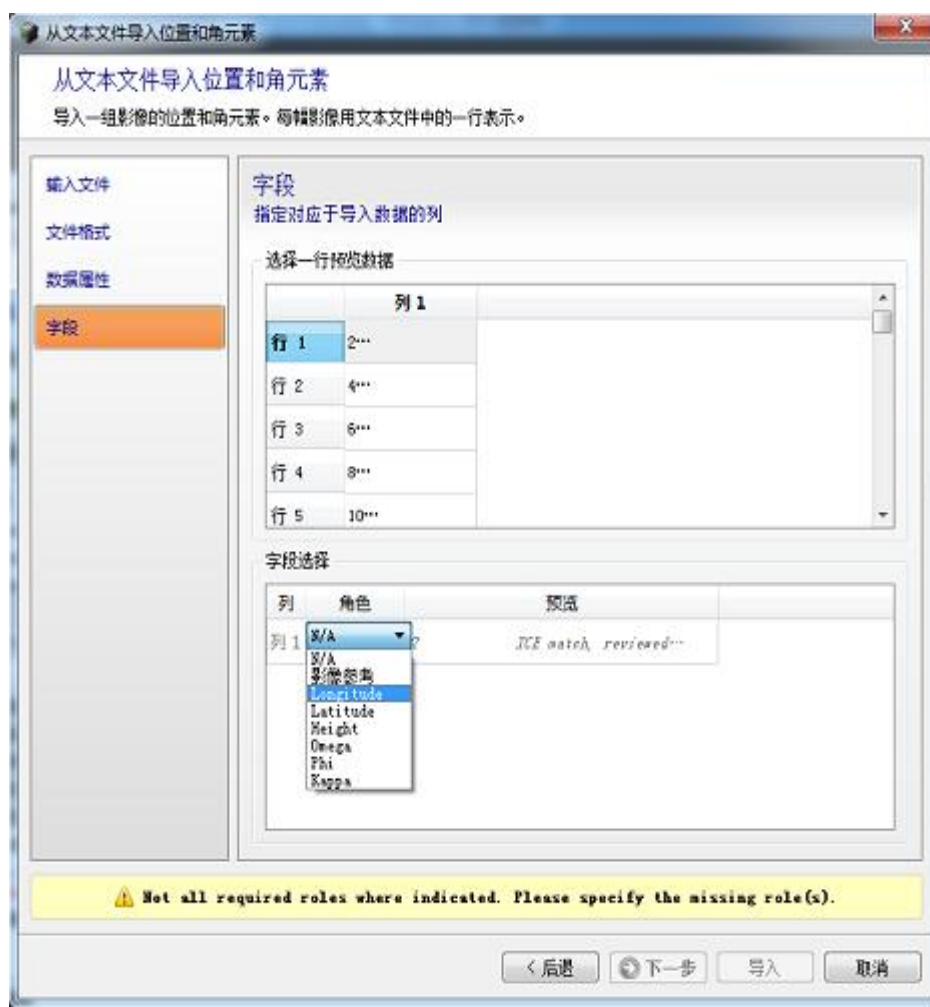 从文本文件导入位置和角元素
从文本文件导入位置和角元素
导入一组影像的位置和角元素。每幅影像用文本文件中的一行表示。
输入文件
文件格式
数据属性
字段
字段
指定对应于导入数据的列
选择一行预览数据
列 1
行 1 2…
行 2 4…
行 3 6…
行 4 8…
行 5 10…
字段选择
列 角色 预览
列 1 N/A ? ICE match, reviewed…
N/A
影像参考
Longitude
Latitude
Height
Omega
Phi
Kappa
Not all required roles where indicated. Please specify the missing role(s).
< 后退 下一步 导入 取消